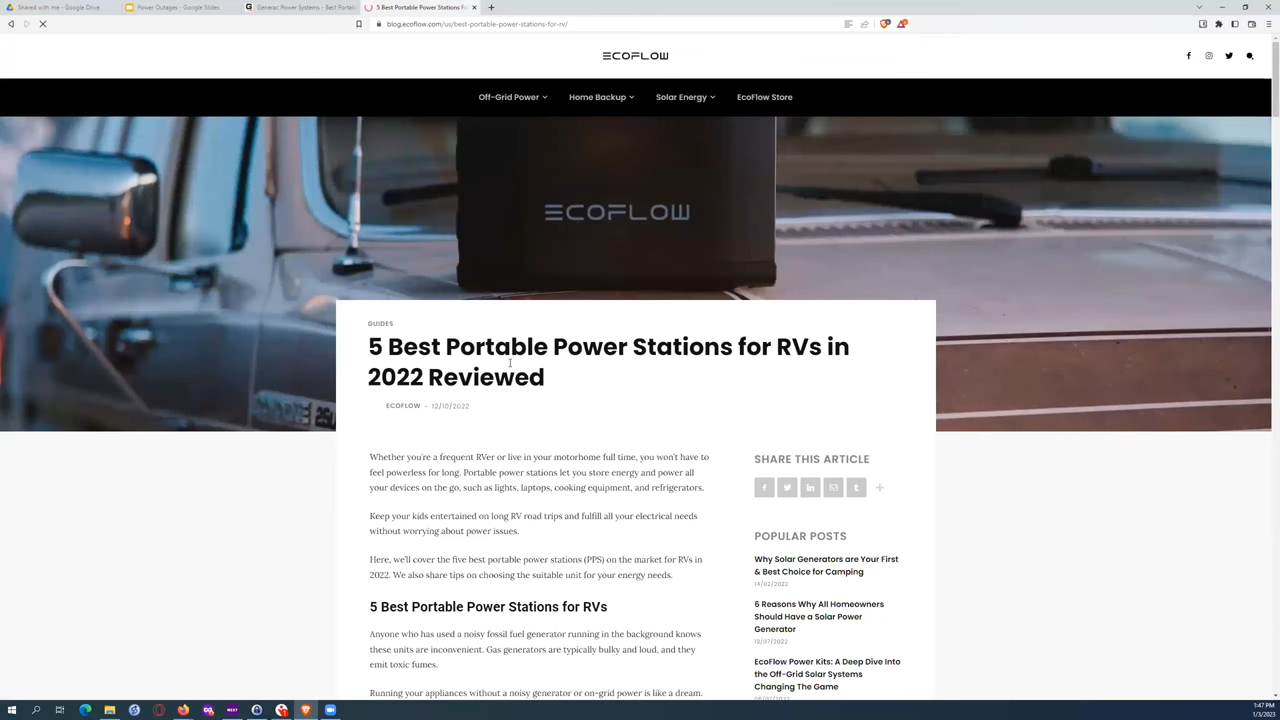 Shared with me - Google Drive
Power Outages - Google Slides
Generac Power Systems - Best Portab
5 Best Portable Power Stations F
blog.ecoflow.com/us/best-portable-power-stations-for-rv/
ECOFLOW
Off-Grid Power
Home Backup
Solar Energy
EcoFlow Store
ECOFLOW
GUIDES
5 Best Portable Power Stations for RVs in
2022 Reviewed
ECOFLOW - 12/10/2022
Whether you're a frequent RVer or live in your motorhome full time, you won't have to
feel powerless for long. Portable power stations let you store energy and power all
your devices on the go, such as lights, laptops, cooking equipment, and refrigerators.
Keep your kids entertained on long RV road trips and fulfill all your electrical needs
without worrying about power issues.
Here, we'll cover the five best portable power stations (PPS) on the market for RVs in
2022. We also share tips on choosing the suitable unit for your energy needs.
5 Best Portable Power Stations for RVs
Anyone who has used a noisy fossil fuel generator running in the background knows
these units are inconvenient. Gas generators are typically bulky and loud, and they
emit toxic fumes.
Running your appliances without a noisy generator or on-grid power is like a dream.
SHARE THIS ARTICLE
POPULAR POSTS
Why Solar Generators are Your First
& Best Choice for Camping
14/02/2022
6 Reasons Why All Homeowners
Should Have a Solar Power
Generator
12/07/2022
EcoFlow Power Kits: A Deep Dive Into
the Off-Grid Solar Systems
Changing The Game
1:47 PM
1/3/2023